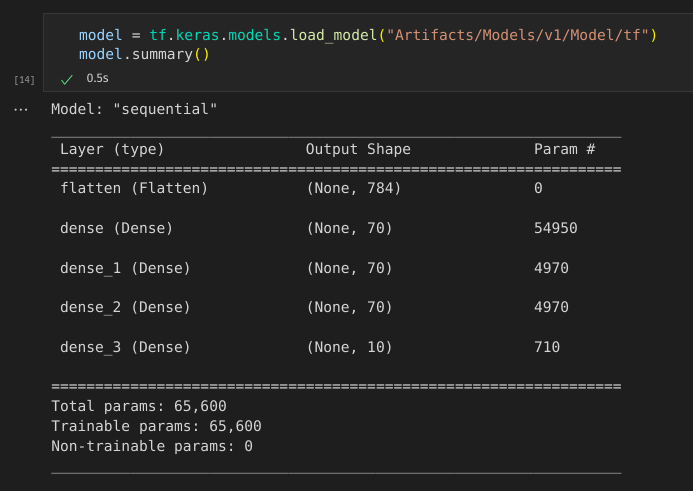 model = tf.keras.models.load_model("Artifacts/Models/v1/Model/tf")
model.summary()
[14] 0.5s
... Model: "sequential"
Layer (type) Output Shape Param #
=================================================================
flatten (Flatten) (None, 784) 0
dense (Dense) (None, 70) 54950
dense_1 (Dense) (None, 70) 4970
dense_2 (Dense) (None, 70) 4970
dense_3 (Dense) (None, 10) 710
=================================================================
Total params: 65,600
Trainable params: 65,600
Non-trainable params: 0